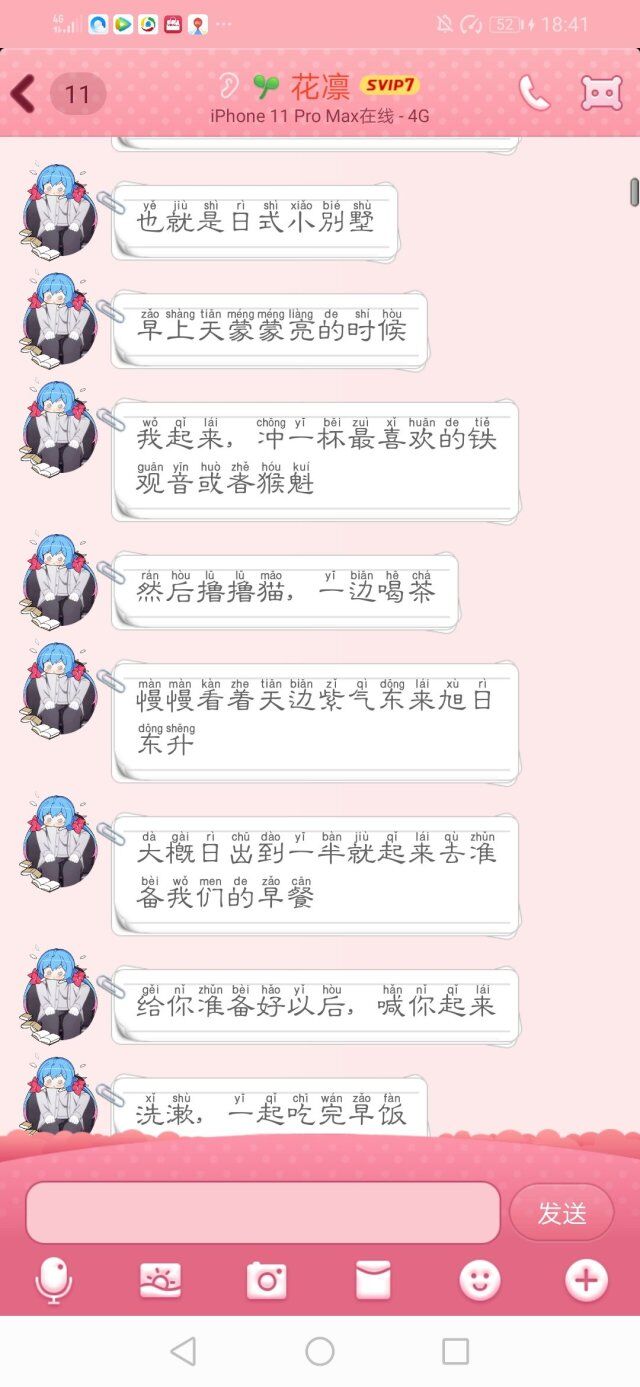 4G
52
18:41
11
花凛 SVIP7
iPhone 11 Pro Max在线 - 4G
yě jiù shì rì shì xiǎo bié shù
也就是日式小别墅
zǎo shàng tiān méng méng liàng de shí hòu
早上天蒙蒙亮的时候
wǒ qǐ lái chōng yī bēi zuì xǐ huān de tiě
我起来，冲一杯最喜欢的铁
guān yīn huò zhě hóu kuí
观音或者猴魁
rán hòu lū lū māo yī biān hē chá
然后撸撸猫，一边喝茶
màn màn kàn zhe tiān biān zǐ qì dōng lái xù rì
慢慢看着天边紫气东来旭日
dōng shēng
东升
dà gài rì chū dào yī bàn jiù qǐ lái qù zhǔn
大概日出到一半就起来去准
bèi wǒ men de zǎo cān
备我们的早餐
gěi nǐ zhǔn bèi hǎo yǐ hòu hǎn nǐ qǐ lái
给你准备好以后，喊你起来
xǐ shù yī qǐ chī wán zǎo fàn
洗漱，一起吃完早饭
发送